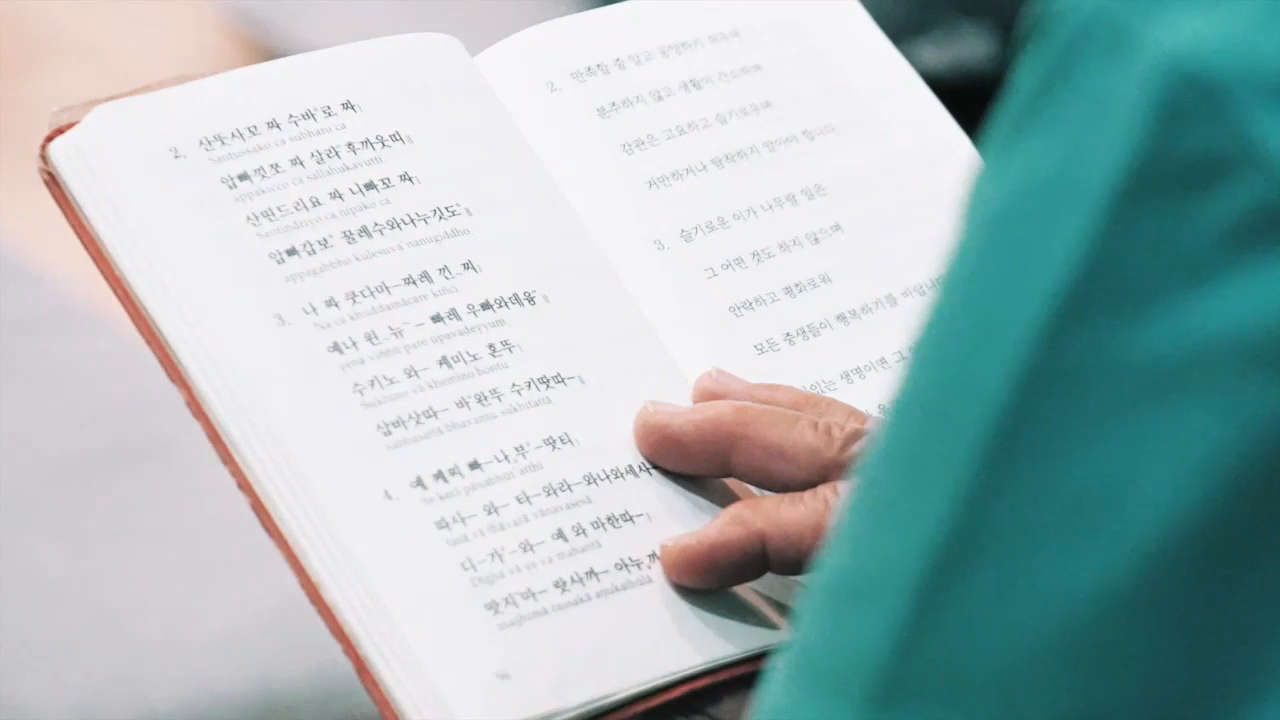 2. 산뚯사꼬 짜 수바°로 짜|
Santussako ca subharo ca
압빠낏쪼 짜 살라후까웃띠||
appakicco ca sallahukavutti
산띤드리요 짜 니빠꼬 짜|
Santindriyo ca nipako ca
압빠갑보° 꿀레수와나누깃도°||
appagabbho kulesuva nanugiddho
3. 나 짜 쿳다마–짜레 낀찌|
Na ca khuddamācare kiñci
예나 윈뉴°– 빠레 우빠와데윰°||
yena viññū pare upavadeyyuṃ
수키노 와– 케미노 혼뚜|
Sukhino vā khemino hontu
삽바삿따– 바°완뚜 수키땃따–||
sabbasattā bhavantu sukhitattā
4. 예 께찌 빠–나부°–땃티|
Ye keci pāṇabhūt'atthi
따사– 와– 타–와라–와나와세사–
tasā vā thāvarā vānavasesā
디–가°–와– 예 와 마한따–|
Dīghā vā ye va mahantā
맛지°마– 랏사까– 아누
majjhimā rassakā aṇukathūlā
56
2. 만족할 줄 알고 공양하기 쉬우며
분주하지 않고 생활이 간소하며
감관은 고요하고 슬기로우며
거만하거나 탐착하지 말아야 합니다.
3. 슬기로운 이가 나무랄 일은
그 어떤 것도 하지 않으며
안락하고 평화로워
모든 중생들이 행복하기를 바랍니다
있는 생명이면 그